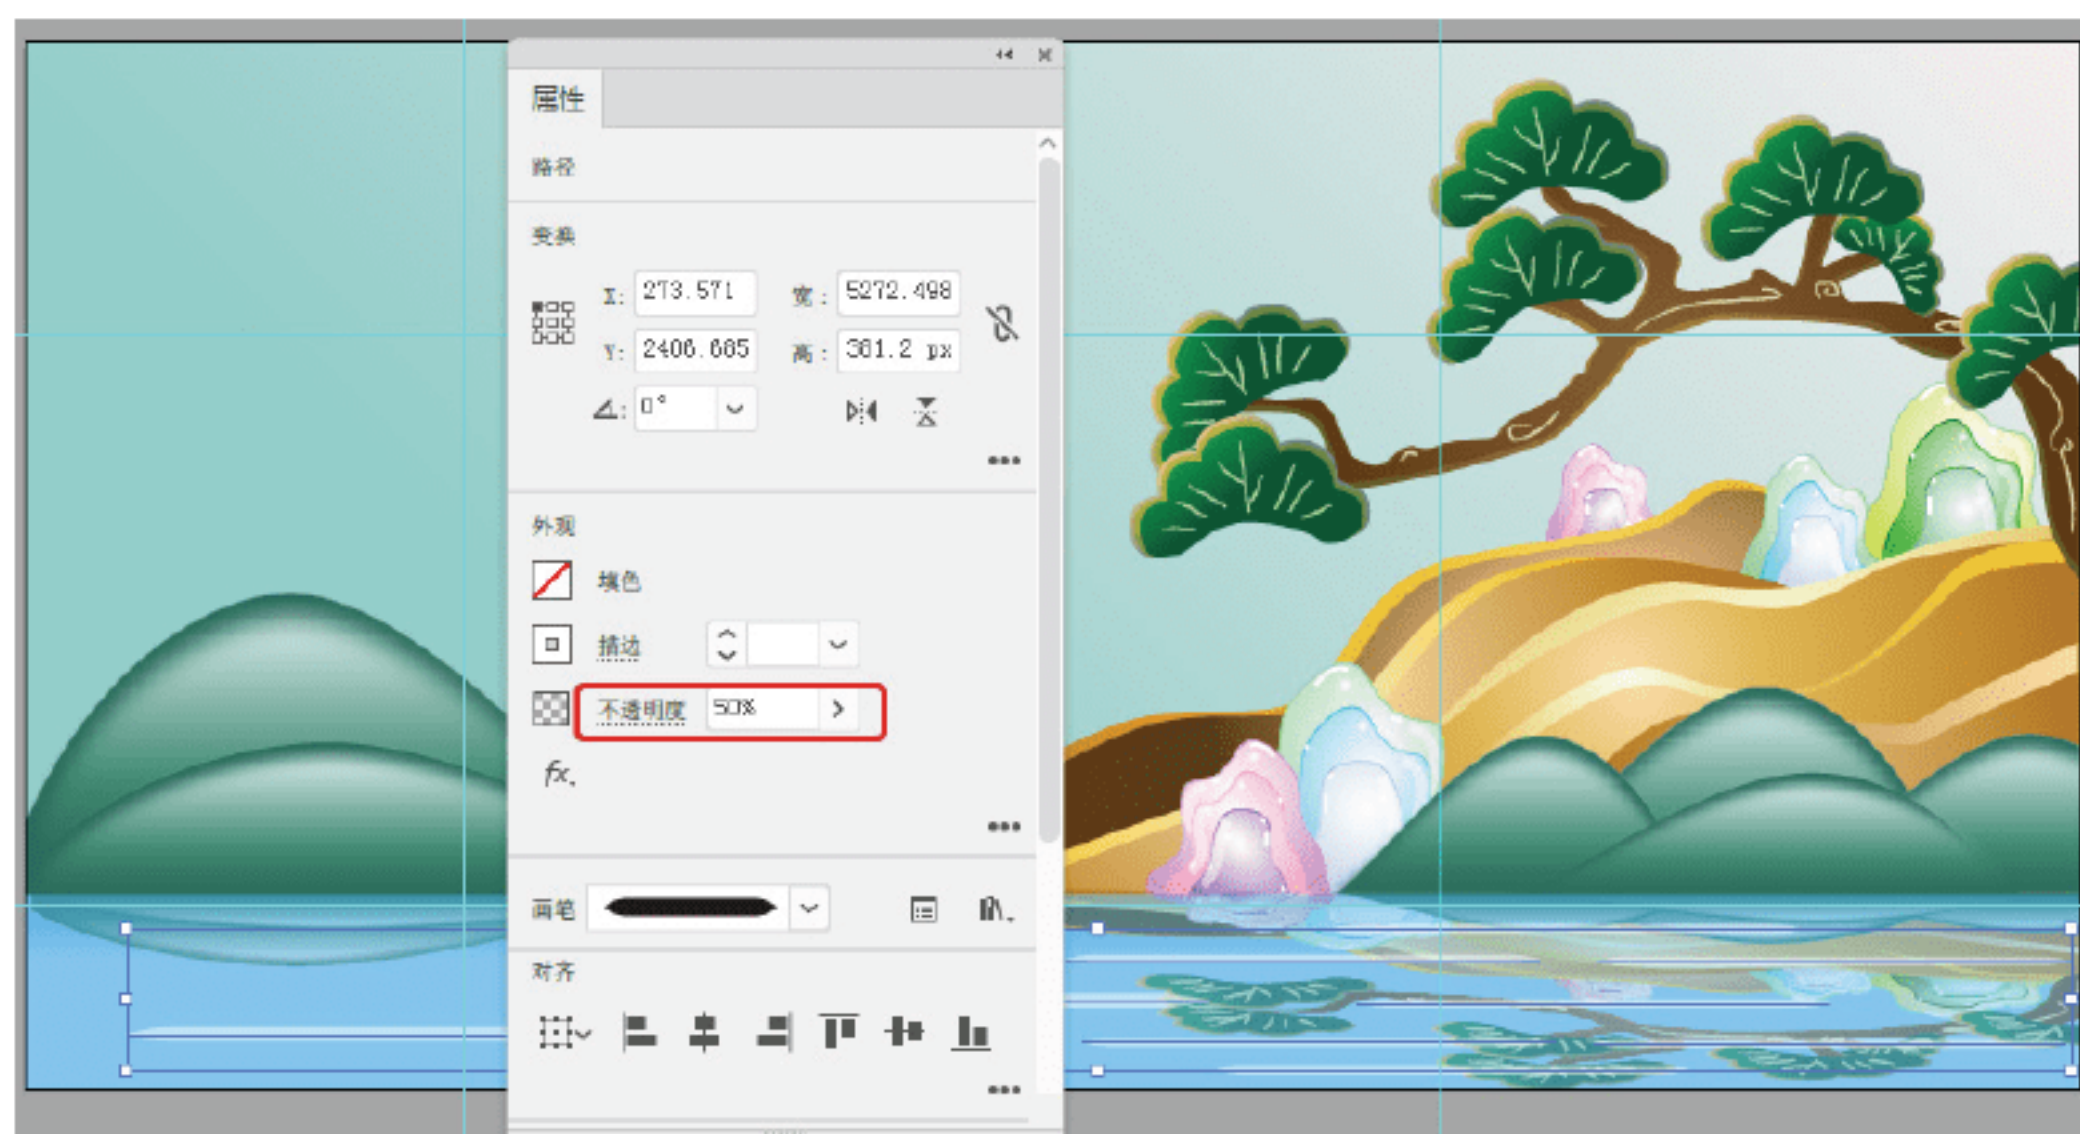 属性
路径
变换
X: 273.571 宽: 5272.498
Y: 2406.665 高: 381.2 px
0°
外观
填色
描边
不透明度 50%
fx.
画笔
对齐